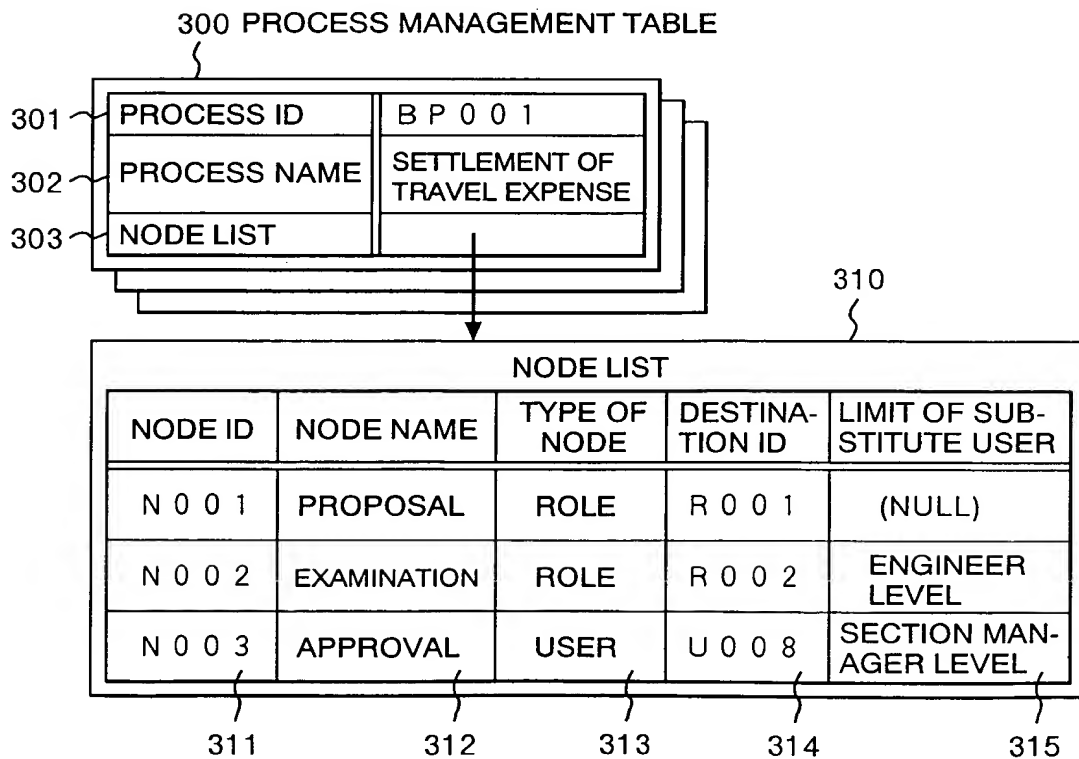 300 PROCESS MANAGEMENT TABLE
301 PROCESS ID BP001
302 PROCESS NAME SETTLEMENT OF
TRAVEL EXPENSE
303 NODE LIST
310
NODE LIST
NODE ID NODE NAME TYPE OF
NODE DESTINA-
TION ID LIMIT OF SUB-
STITUTE USER
N001 PROPOSAL ROLE R001 (NULL)
N002 EXAMINATION ROLE R002 ENGINEER
LEVEL
N003 APPROVAL USER U008 SECTION MAN-
AGER LEVEL
311 312 313 314 315